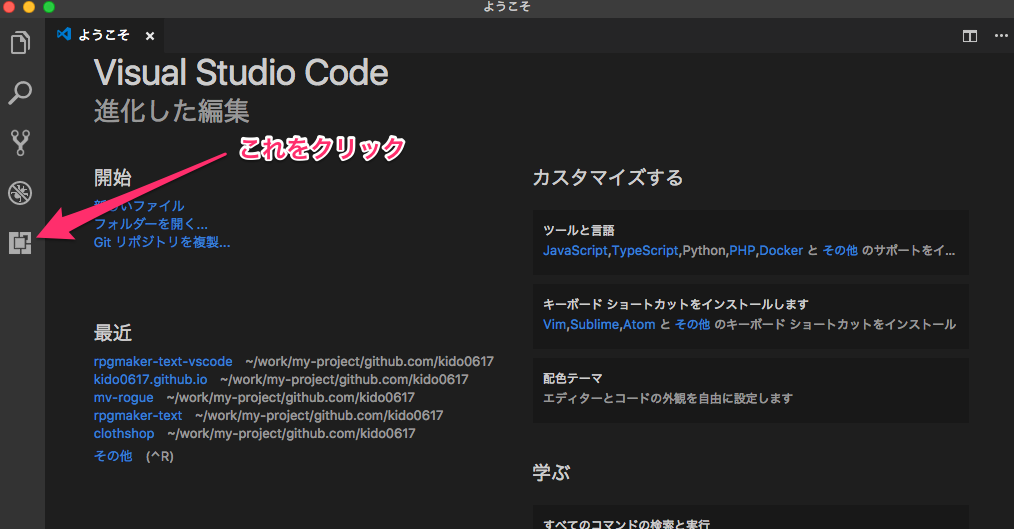 ようこそ
ようこそ ×
Visual Studio Code
進化した編集
これをクリック
開始
新しいファイル
フォルダーを開く...
Git リポジトリを複製...
最近
rpgmaker-text-vscode ~/work/my-project/github.com/kido0617
kido0617.github.io ~/work/my-project/github.com/kido0617
mv-rogue ~/work/my-project/github.com/kido0617
rpgmaker-text ~/work/my-project/github.com/kido0617
clothshop ~/work/my-project/github.com/kido0617
その他 (^R)
カスタマイズする
ツールと言語
JavaScript,TypeScript,Python,PHP,Docker と その他 のサポートをイ...
キーボード ショートカットをインストールします
Vim,Sublime,Atom と その他 のキーボード ショートカットをインストール
配色テーマ
エディターとコードの外観を自由に設定します
学ぶ
すべてのコマンドの検索と実行